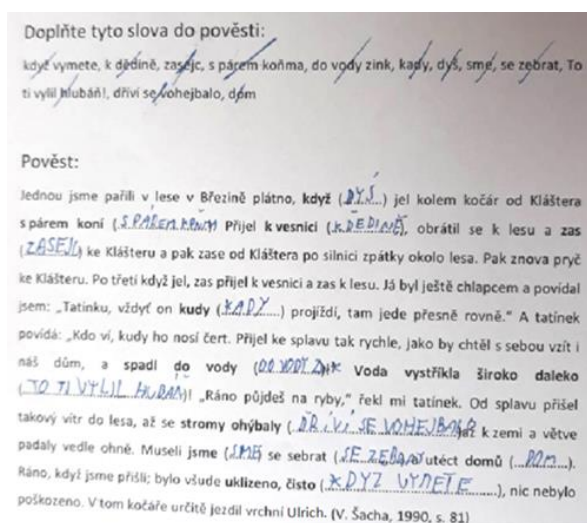 Doplňte tyto slova do pověsti:
když vymete, k dědině, zasejc, s párem koňma, do vody zink, kady, dyš, smé, se zebrat, To
ti vylil hlubáň!, dříví se vohejbalo, dom
Pověst:
Jednou jsme pařili v lese v Březině plátno, když (DYŠ) jel kolem kočár od Kláštera
s párem koní (S PÁREM KOŇMA Přijel k vesnici (K DĚDINĚ), obrátil se k lesu a zas
(ZASEJC) ke Klášteru a pak zase od Kláštera po silnici zpátky okolo lesa. Pak znova pryč
ke Klášteru. Po třetí když jel, zas přijel k vesnici a zas k lesu. Já byl ještě chlapcem a povídal
jsem: „Tatínku, vždyť on kudy (KADY) projíždí, tam jede přesně rovně.“ A tatínek
povídá: „Kdo ví, kudy ho nosí čert. Přijel ke splavu tak rychle, jako by chtěl s sebou vzít i
náš dům, a spadl do vody (DO VODY ZINK Voda vystříkla široko daleko
(TO TI VYLIL HUBÁŇ)! „Ráno půjdeš na ryby,“ řekl mi tatínek. Od splavu přišel
takový vítr do lesa, až se stromy ohýbaly (DŘÍVÍ SE VOHEJBALO až k zemi a větve
padaly vedle ohně. Museli jsme (SMÉ) se sebrat (SE ZEBRAT) a utéct domů (DOM).
Ráno, když jsme přišli; bylo všude uklizeno, čisto (KDYZ VYMETE), nic nebylo
poškozeno. V tom kočáře určitě jezdil vrchní Ulrich. (V. Šacha, 1990, s. 81)